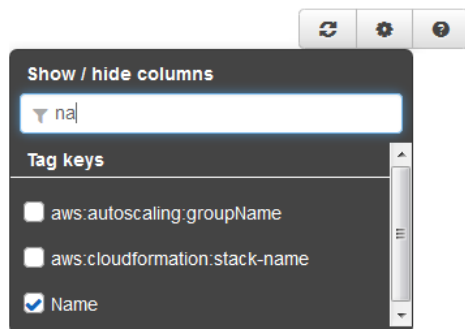 Show / hide columns
na
Tag keys
aws:autoscaling:groupName
aws:cloudformation:stack-name
Name